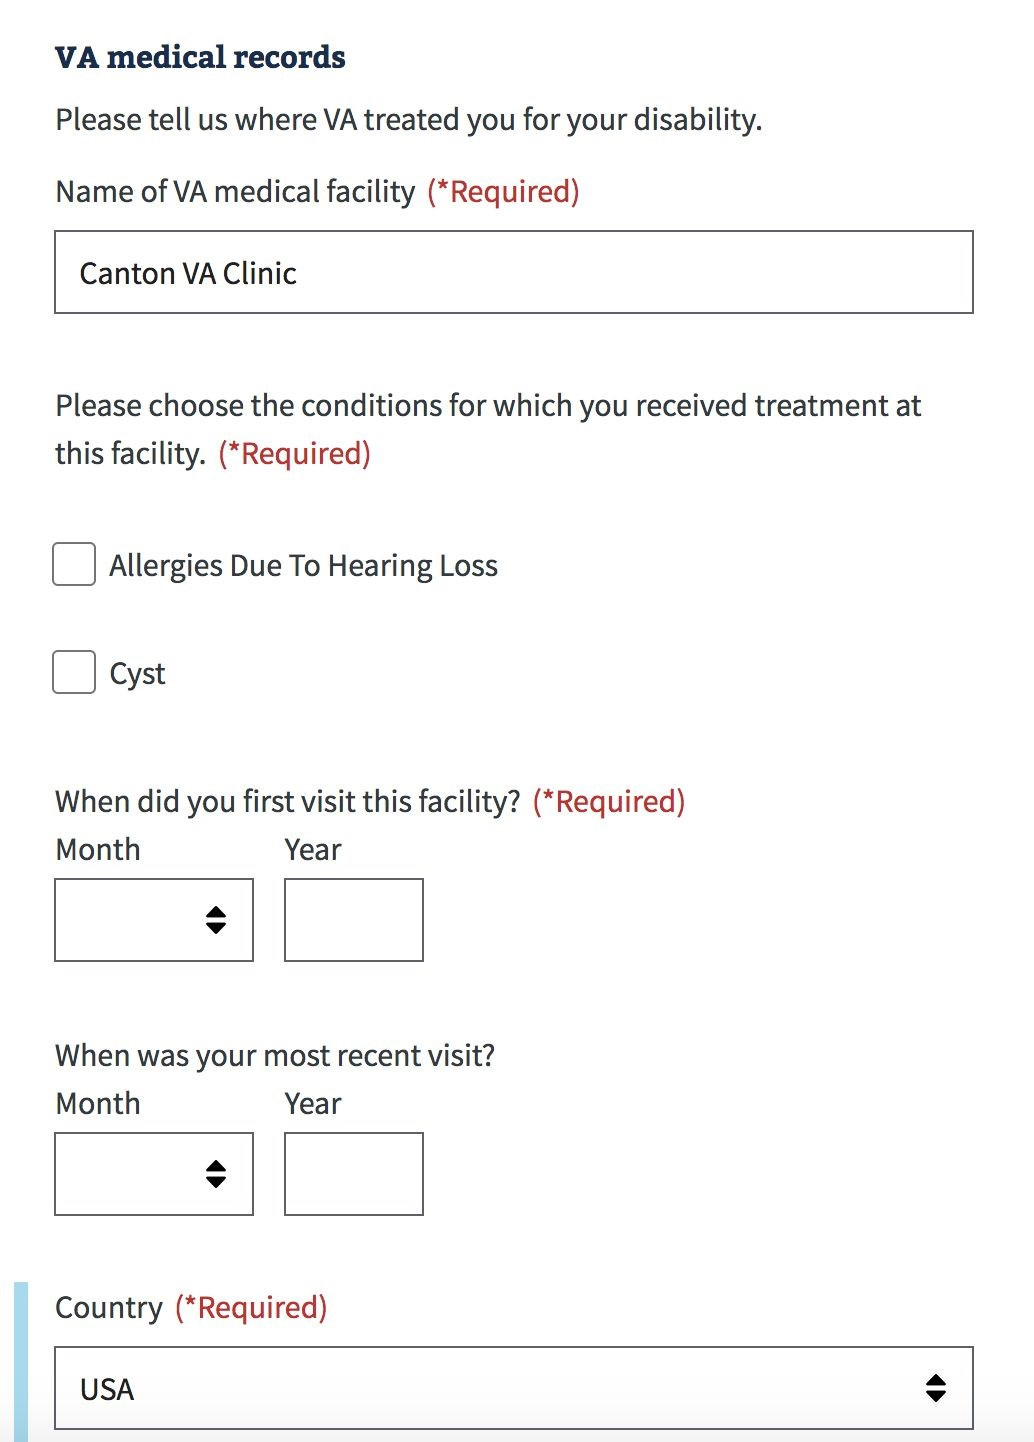 VA medical records
Please tell us where VA treated you for your disability.
Name of VA medical facility (*Required)
Canton VA Clinic
Please choose the conditions for which you received treatment at
this facility. (*Required)
Allergies Due To Hearing Loss
Cyst
When did you first visit this facility? (*Required)
Month Year
When was your most recent visit?
Month Year
Country (*Required)
USA